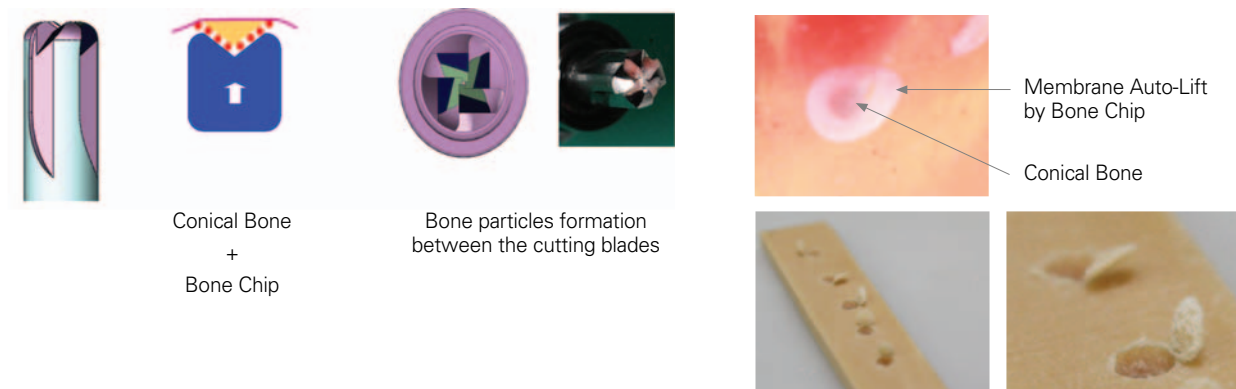 Conical Bone
+
Bone Chip
Bone particles formation
between the cutting blades
Membrane Auto-Lift
by Bone Chip
Conical Bone